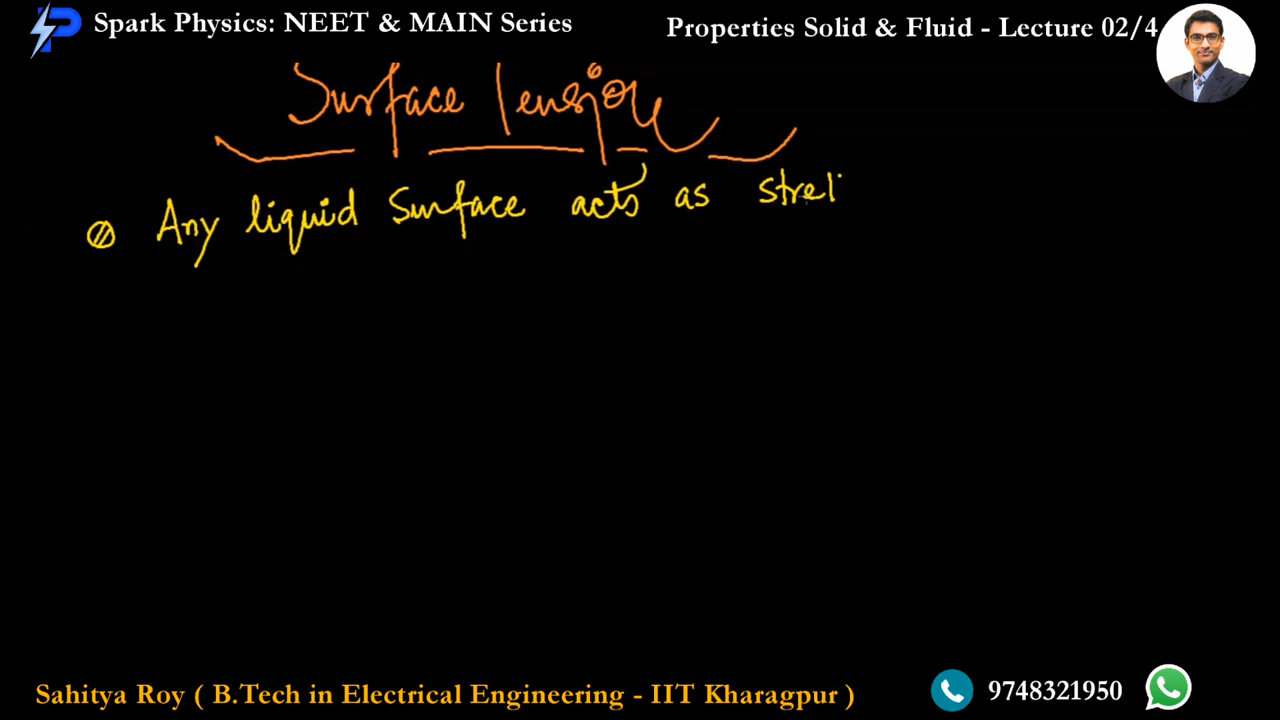 Spark Physics: NEET & MAIN Series
Properties Solid & Fluid - Lecture 02/4
Surface Tension
Any liquid Surface acts as
Sahitya Roy ( B.Tech in Electrical Engineering - IIT Kharagpur )
9748321950